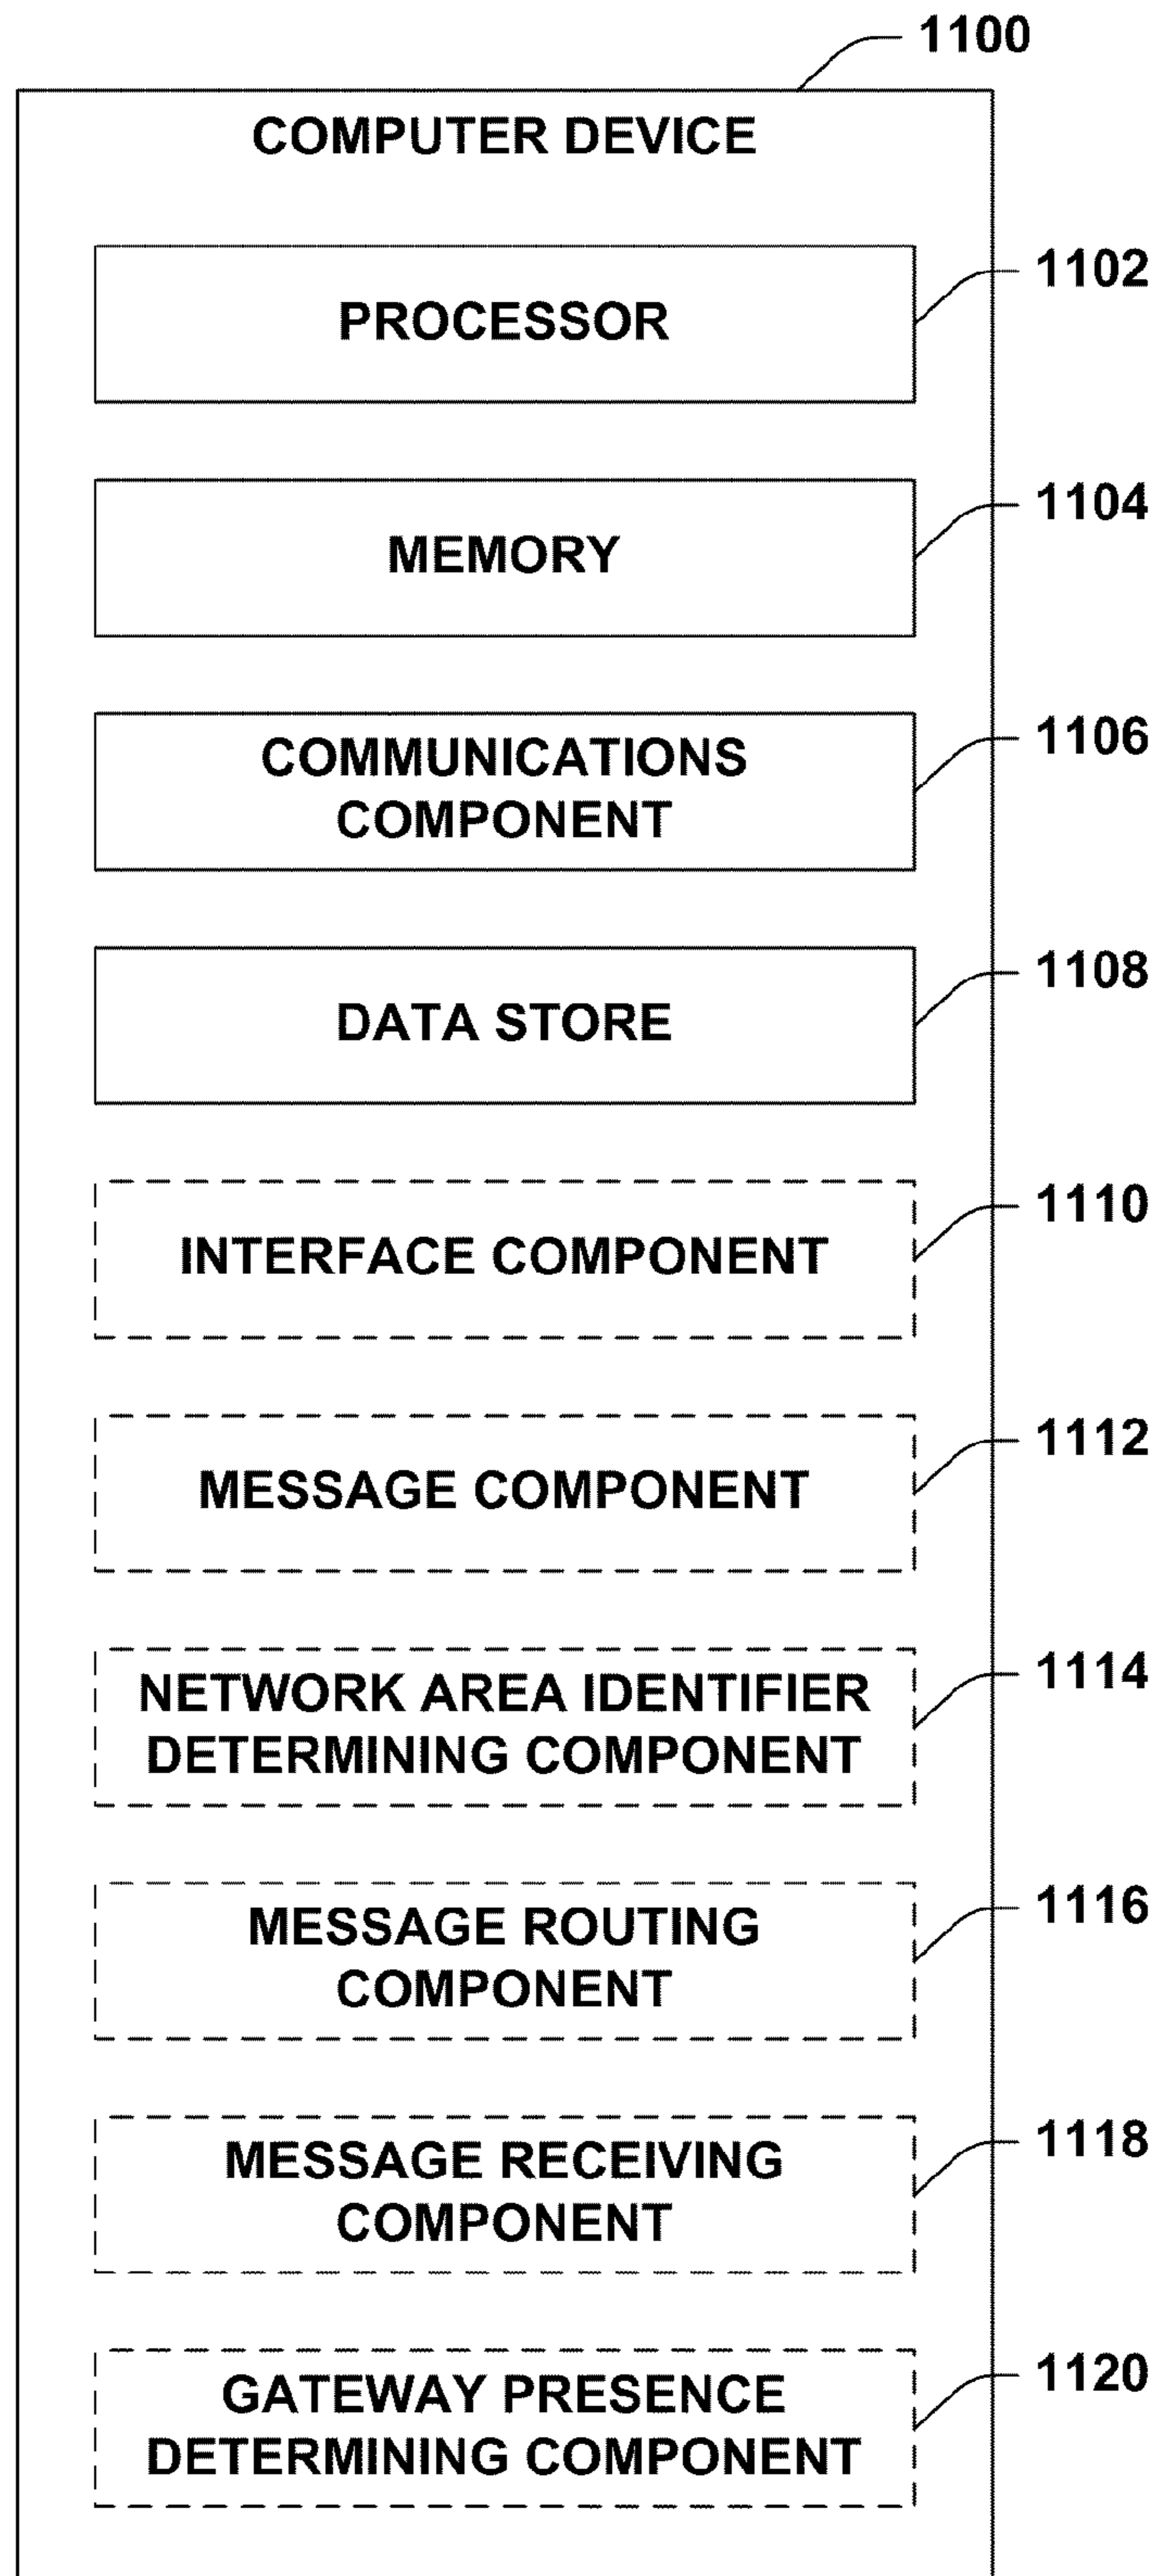 1100
COMPUTER DEVICE
PROCESSOR
1102
MEMORY
1104
COMMUNICATIONS
COMPONENT
1106
DATA STORE
1108
INTERFACE COMPONENT
1110
MESSAGE COMPONENT
1112
NETWORK AREA IDENTIFIER
DETERMINING COMPONENT
1114
MESSAGE ROUTING
COMPONENT
1116
MESSAGE RECEIVING
COMPONENT
1118
GATEWAY PRESENCE
DETERMINING COMPONENT
1120